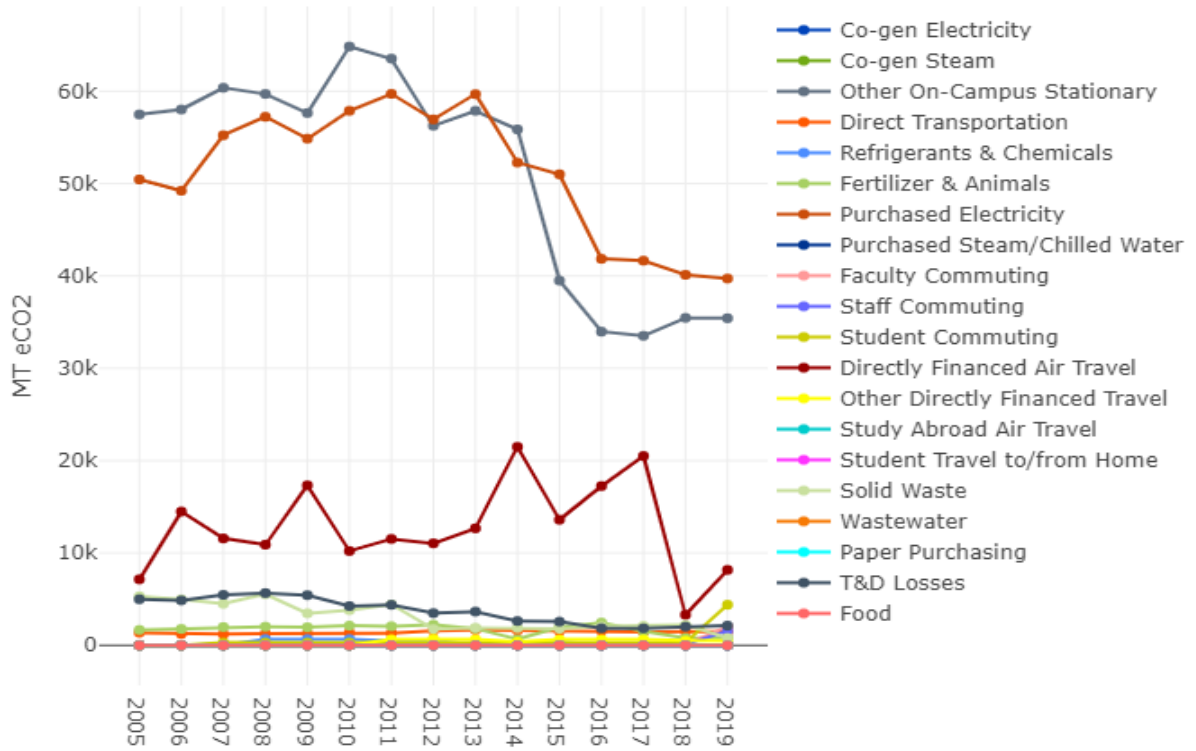 MT eCO2
60k
50k
40k
30k
20k
10k
0
2005
2006
2007
2008
2009
2010
2011
2012
2013
2014
2015
2016
2017
2018
2019
Co-gen Electricity
Co-gen Steam
Other On-Campus Stationary
Direct Transportation
Refrigerants & Chemicals
Fertilizer & Animals
Purchased Electricity
Purchased Steam/Chilled Water
Faculty Commuting
Staff Commuting
Student Commuting
Directly Financed Air Travel
Other Directly Financed Travel
Study Abroad Air Travel
Student Travel to/from Home
Solid Waste
Wastewater
Paper Purchasing
T&D Losses
Food